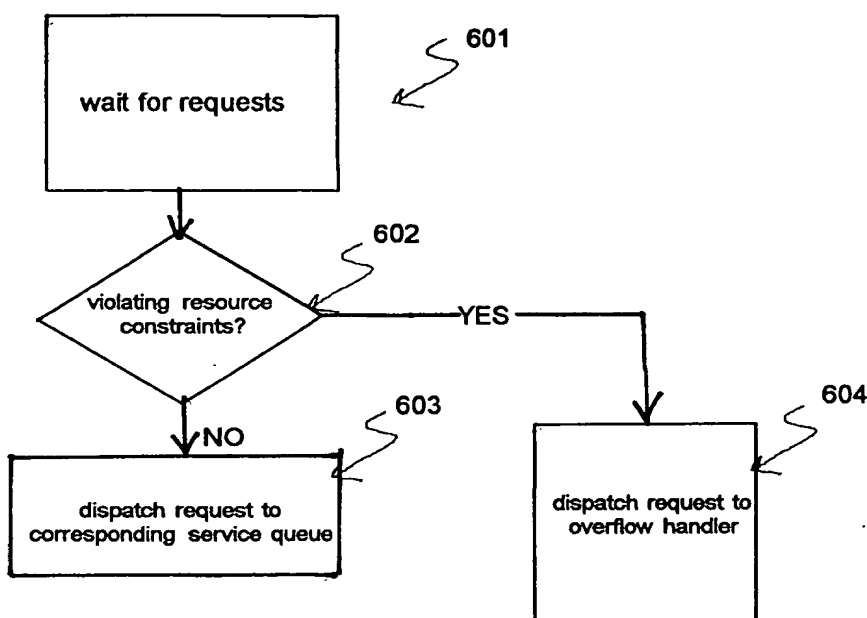 601
wait for requests
602
violating resource
constraints?
YES
603
NO
604
dispatch request to
corresponding service queue
dispatch request to
overflow handler